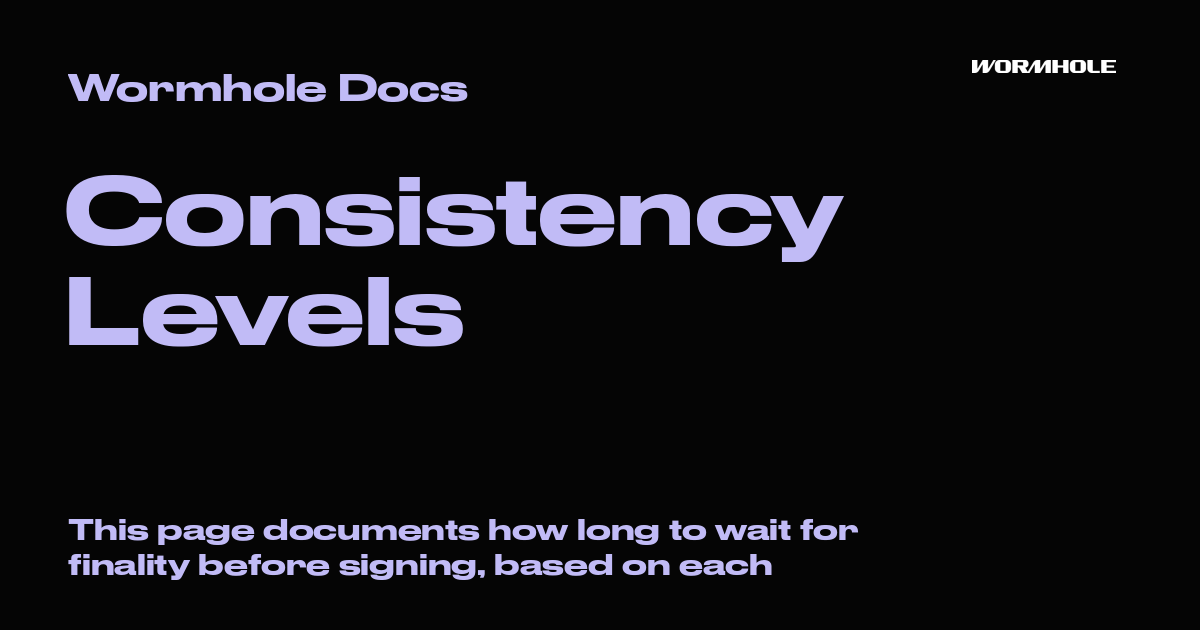 Wormhole Docs
WORMHOLE
Consistency
Levels
This page documents how long to wait for
finality before signing, based on each